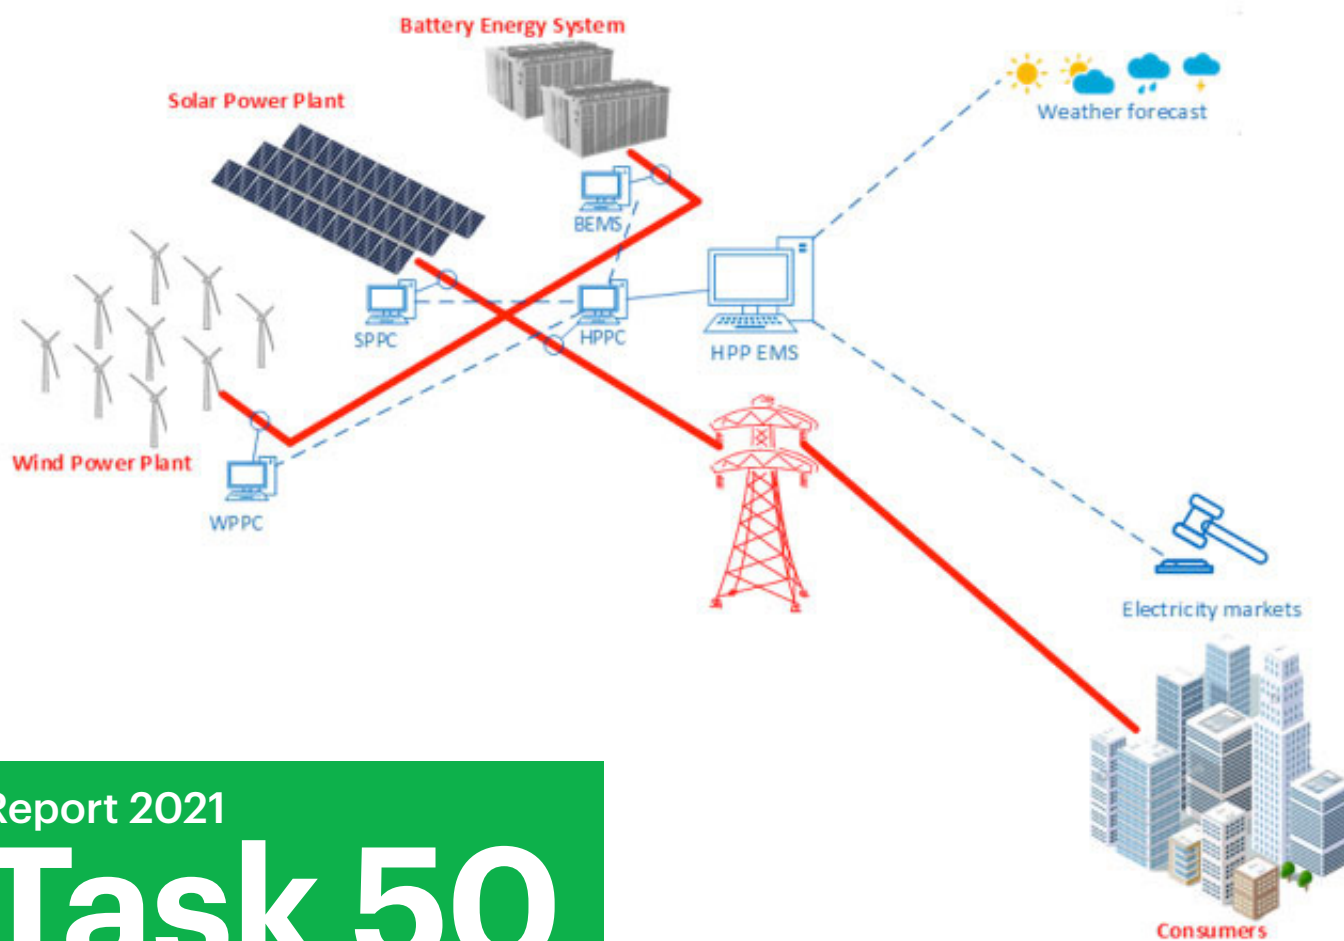 Battery Energy System
Solar Power Plant
Weather forecast
BEMS
SPPC
HPPC
HPP EMS
Wind Power Plant
WPPC
Electricity markets
Report 2021
Task 50
Consumers